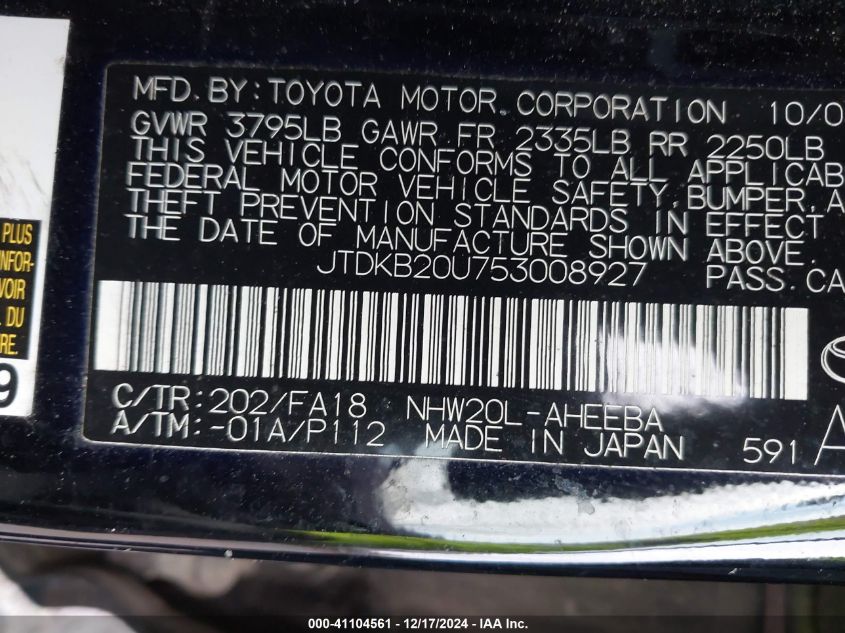 MFD. BY: TOYOTA MOTOR CORPORATION 10/0
GVWR 3795LB GAWR FR 2335LB RR 2250LB
THIS VEHICLE CONFORMS TO ALL APPLICAB
FEDERAL MOTOR VEHICLE SAFETY, BUMPER, A
THEFT PREVENTION STANDARDS IN EFFECT
THE DATE OF MANUFACTURE SHOWN ABOVE.
JTDKB20U753008927 PASS. CA
C/TR: 202/FA18 NHW20L-AHEEBA
A/TM: -01A/P112 MADE IN JAPAN 591 A
PLUS
INFOR-
VOIR
DU
RE.
9
000-41104561 - 12/17/2024 - IAA Inc.